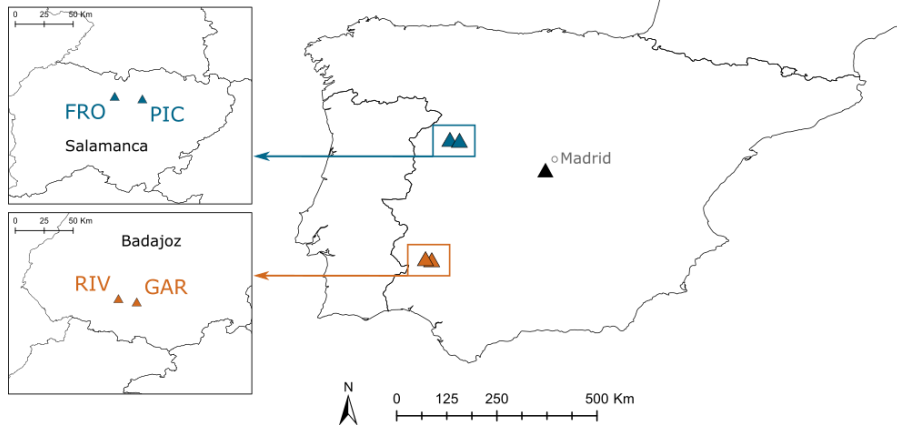 0 25 50 Km
FRO
PIC
Salamanca
0 25 50 Km
Badajoz
RIV
GAR
Madrid
N
0 125 250 500 Km